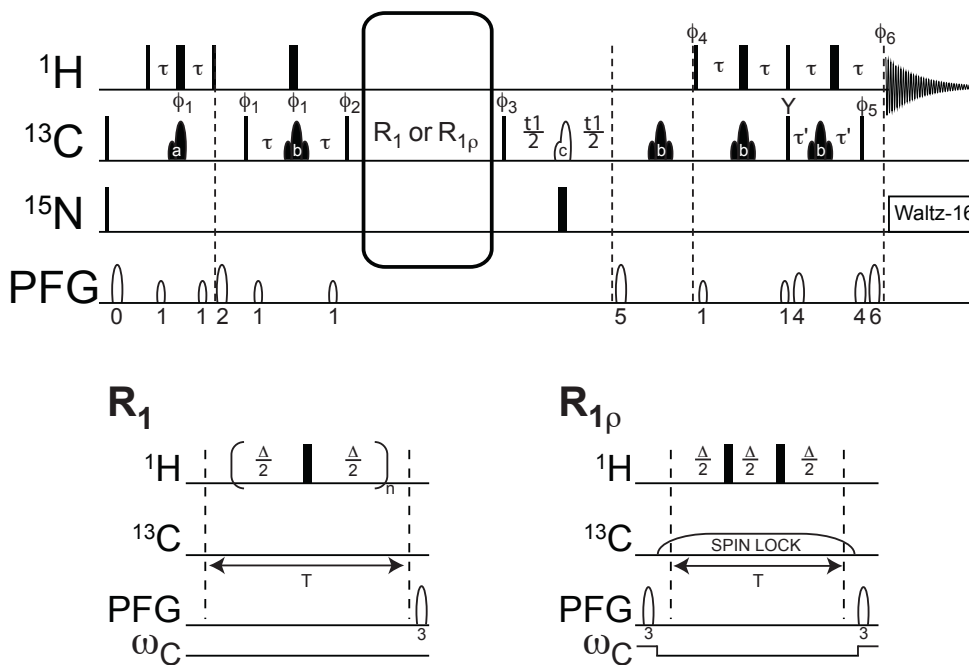 ϕ4 ϕ6
1H τ τ τ τ τ τ
ϕ1 ϕ1 ϕ1 ϕ2 ϕ3 Y ϕ5
13C a τ b τ R1 or R1ρ t1/2 c t1/2 b b τ' b τ'
15N Waltz-16
PFG
0 1 1 2 1 1 5 1 1 4 4 6
R1
1H Δ/2 Δ/2 n
13C
T
PFG 3
ωC
R1ρ
1H Δ/2 Δ/2 Δ/2
13C SPIN LOCK
T
PFG 3 3
ωC